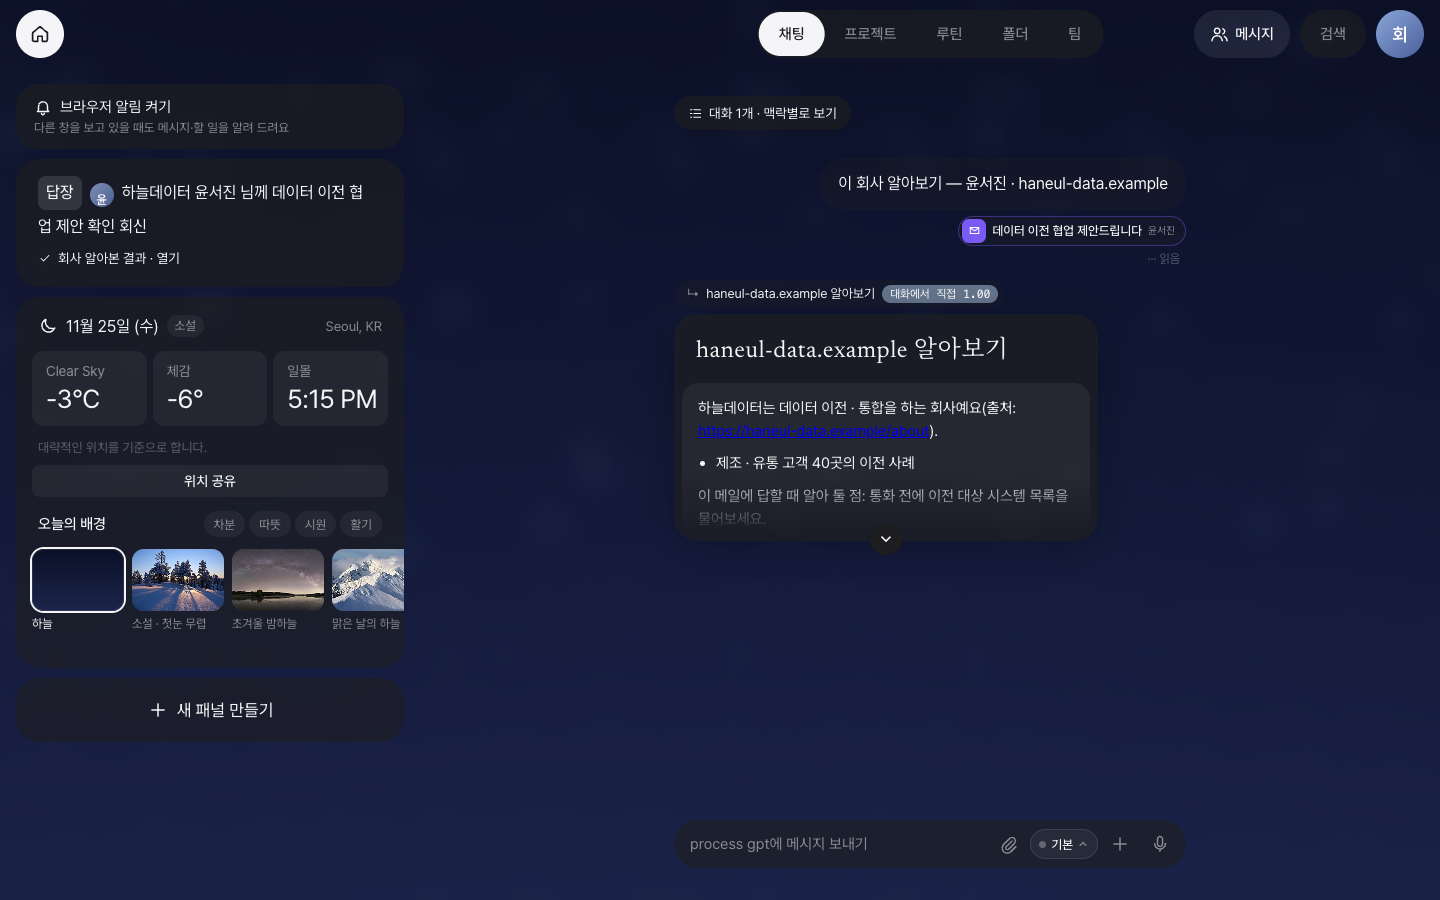 채팅
프로젝트
루틴
폴더
팀
메시지
검색
회
브라우저 알림 켜기
다른 창을 보고 있을 때도 메시지·할 일을 알려 드려요
답장 윤 하늘데이터 윤서진 님께 데이터 이전 협
업 제안 확인 회신
회사 알아본 결과 · 열기
11월 25일 (수) 소설 Seoul, KR
Clear Sky
-3°C
체감
-6°
일몰
5:15 PM
대략적인 위치를 기준으로 합니다.
위치 공유
오늘의 배경 차분 따뜻 시원 활기
하늘
소설 · 첫눈 무렵
초겨울 밤하늘
맑은 날의 하늘
새 패널 만들기
대화 1개 · 맥락별로 보기
이 회사 알아보기 — 윤서진 · haneul-data.example
데이터 이전 협업 제안드립니다 윤서진
··· 읽음
haneul-data.example 알아보기 대화에서 직접 1.00
haneul-data.example 알아보기
하늘데이터는 데이터 이전 · 통합을 하는 회사예요(출처:
https://haneul-data.example/about).
• 제조 · 유통 고객 40곳의 이전 사례
이 메일에 답할 때 알아 둘 점: 통화 전에 이전 대상 시스템 목록을
물어보세요.
process gpt에 메시지 보내기
기본